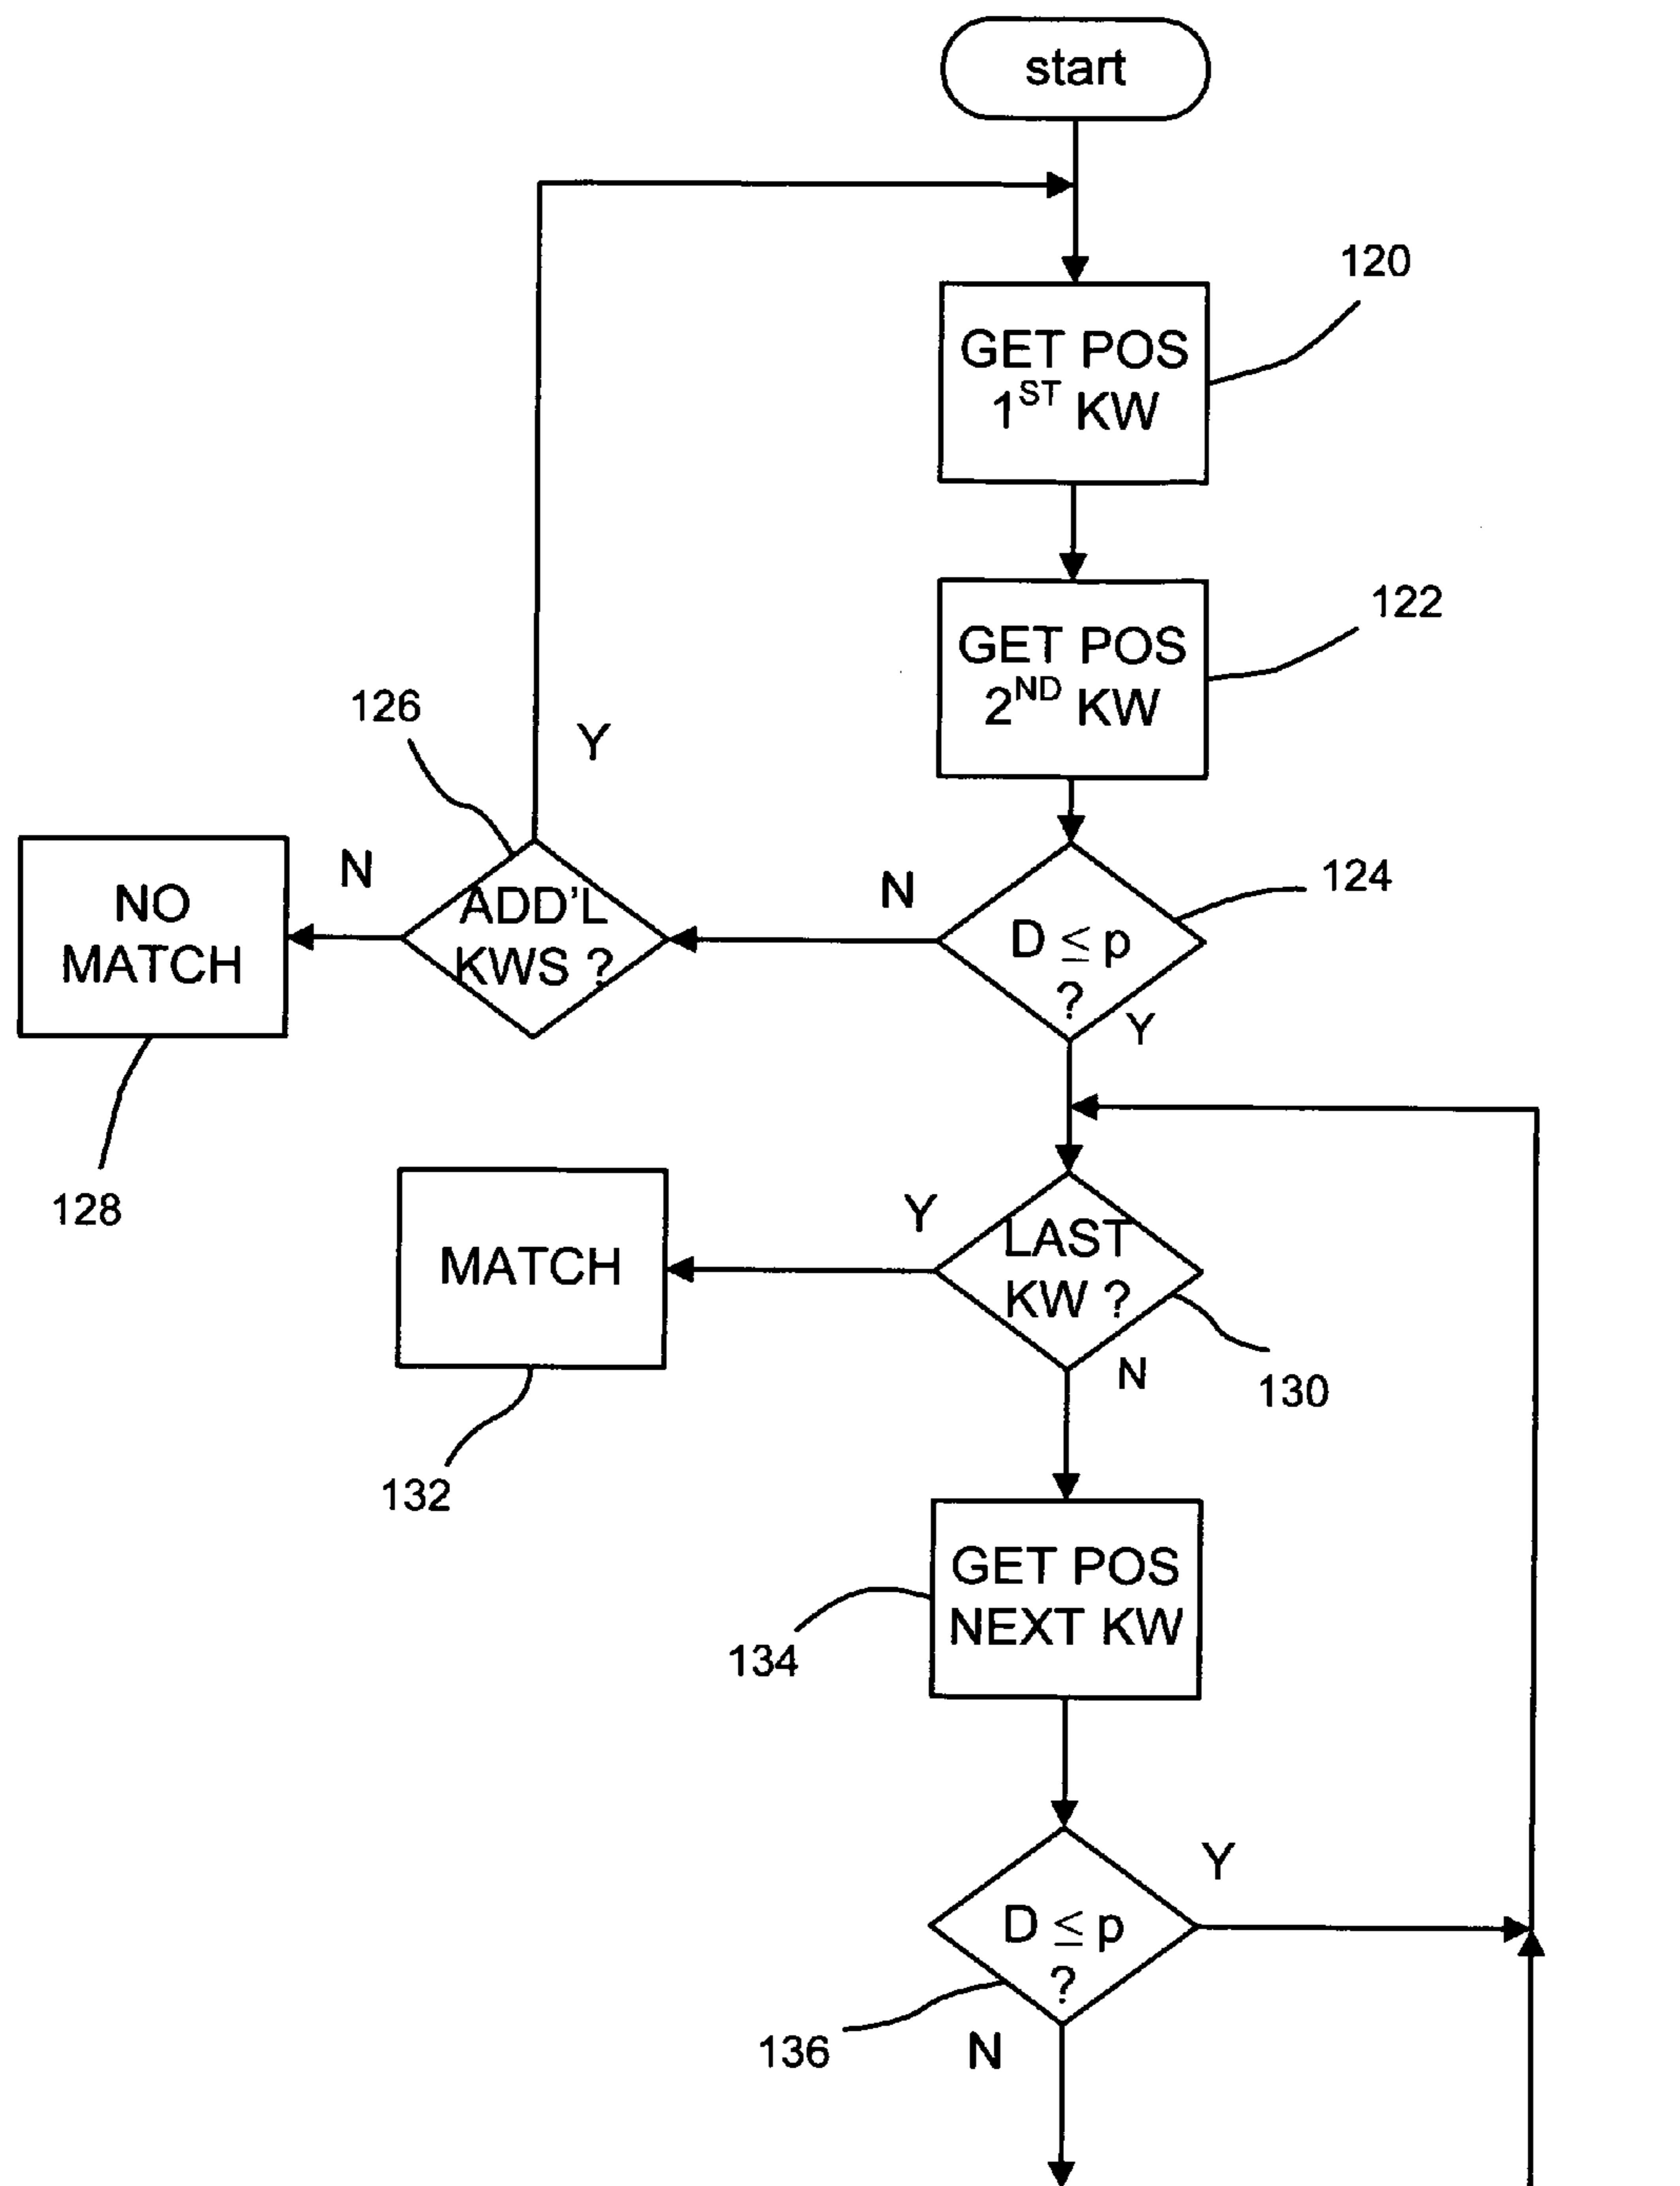 start
120
GET POS
1ST KW
122
GET POS
2ND KW
126
Y
N
NO
MATCH
ADD'L
KWS ?
N
124
D ≤ p
?
Y
128
Y
MATCH
LAST
KW ?
N
130
132
GET POS
NEXT KW
134
Y
D ≤ p
?
136
N